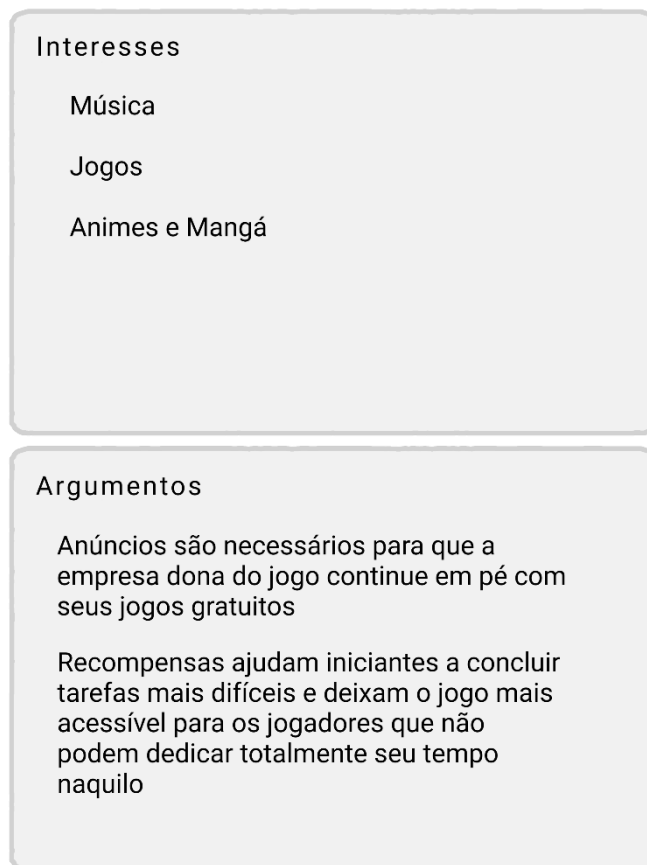 Interesses
Música
Jogos
Animes e Mangá
Argumentos
Anúncios são necessários para que a
empresa dona do jogo continue em pé com
seus jogos gratuitos
Recompensas ajudam iniciantes a concluir
tarefas mais difíceis e deixam o jogo mais
acessível para os jogadores que não
podem dedicar totalmente seu tempo
naquilo